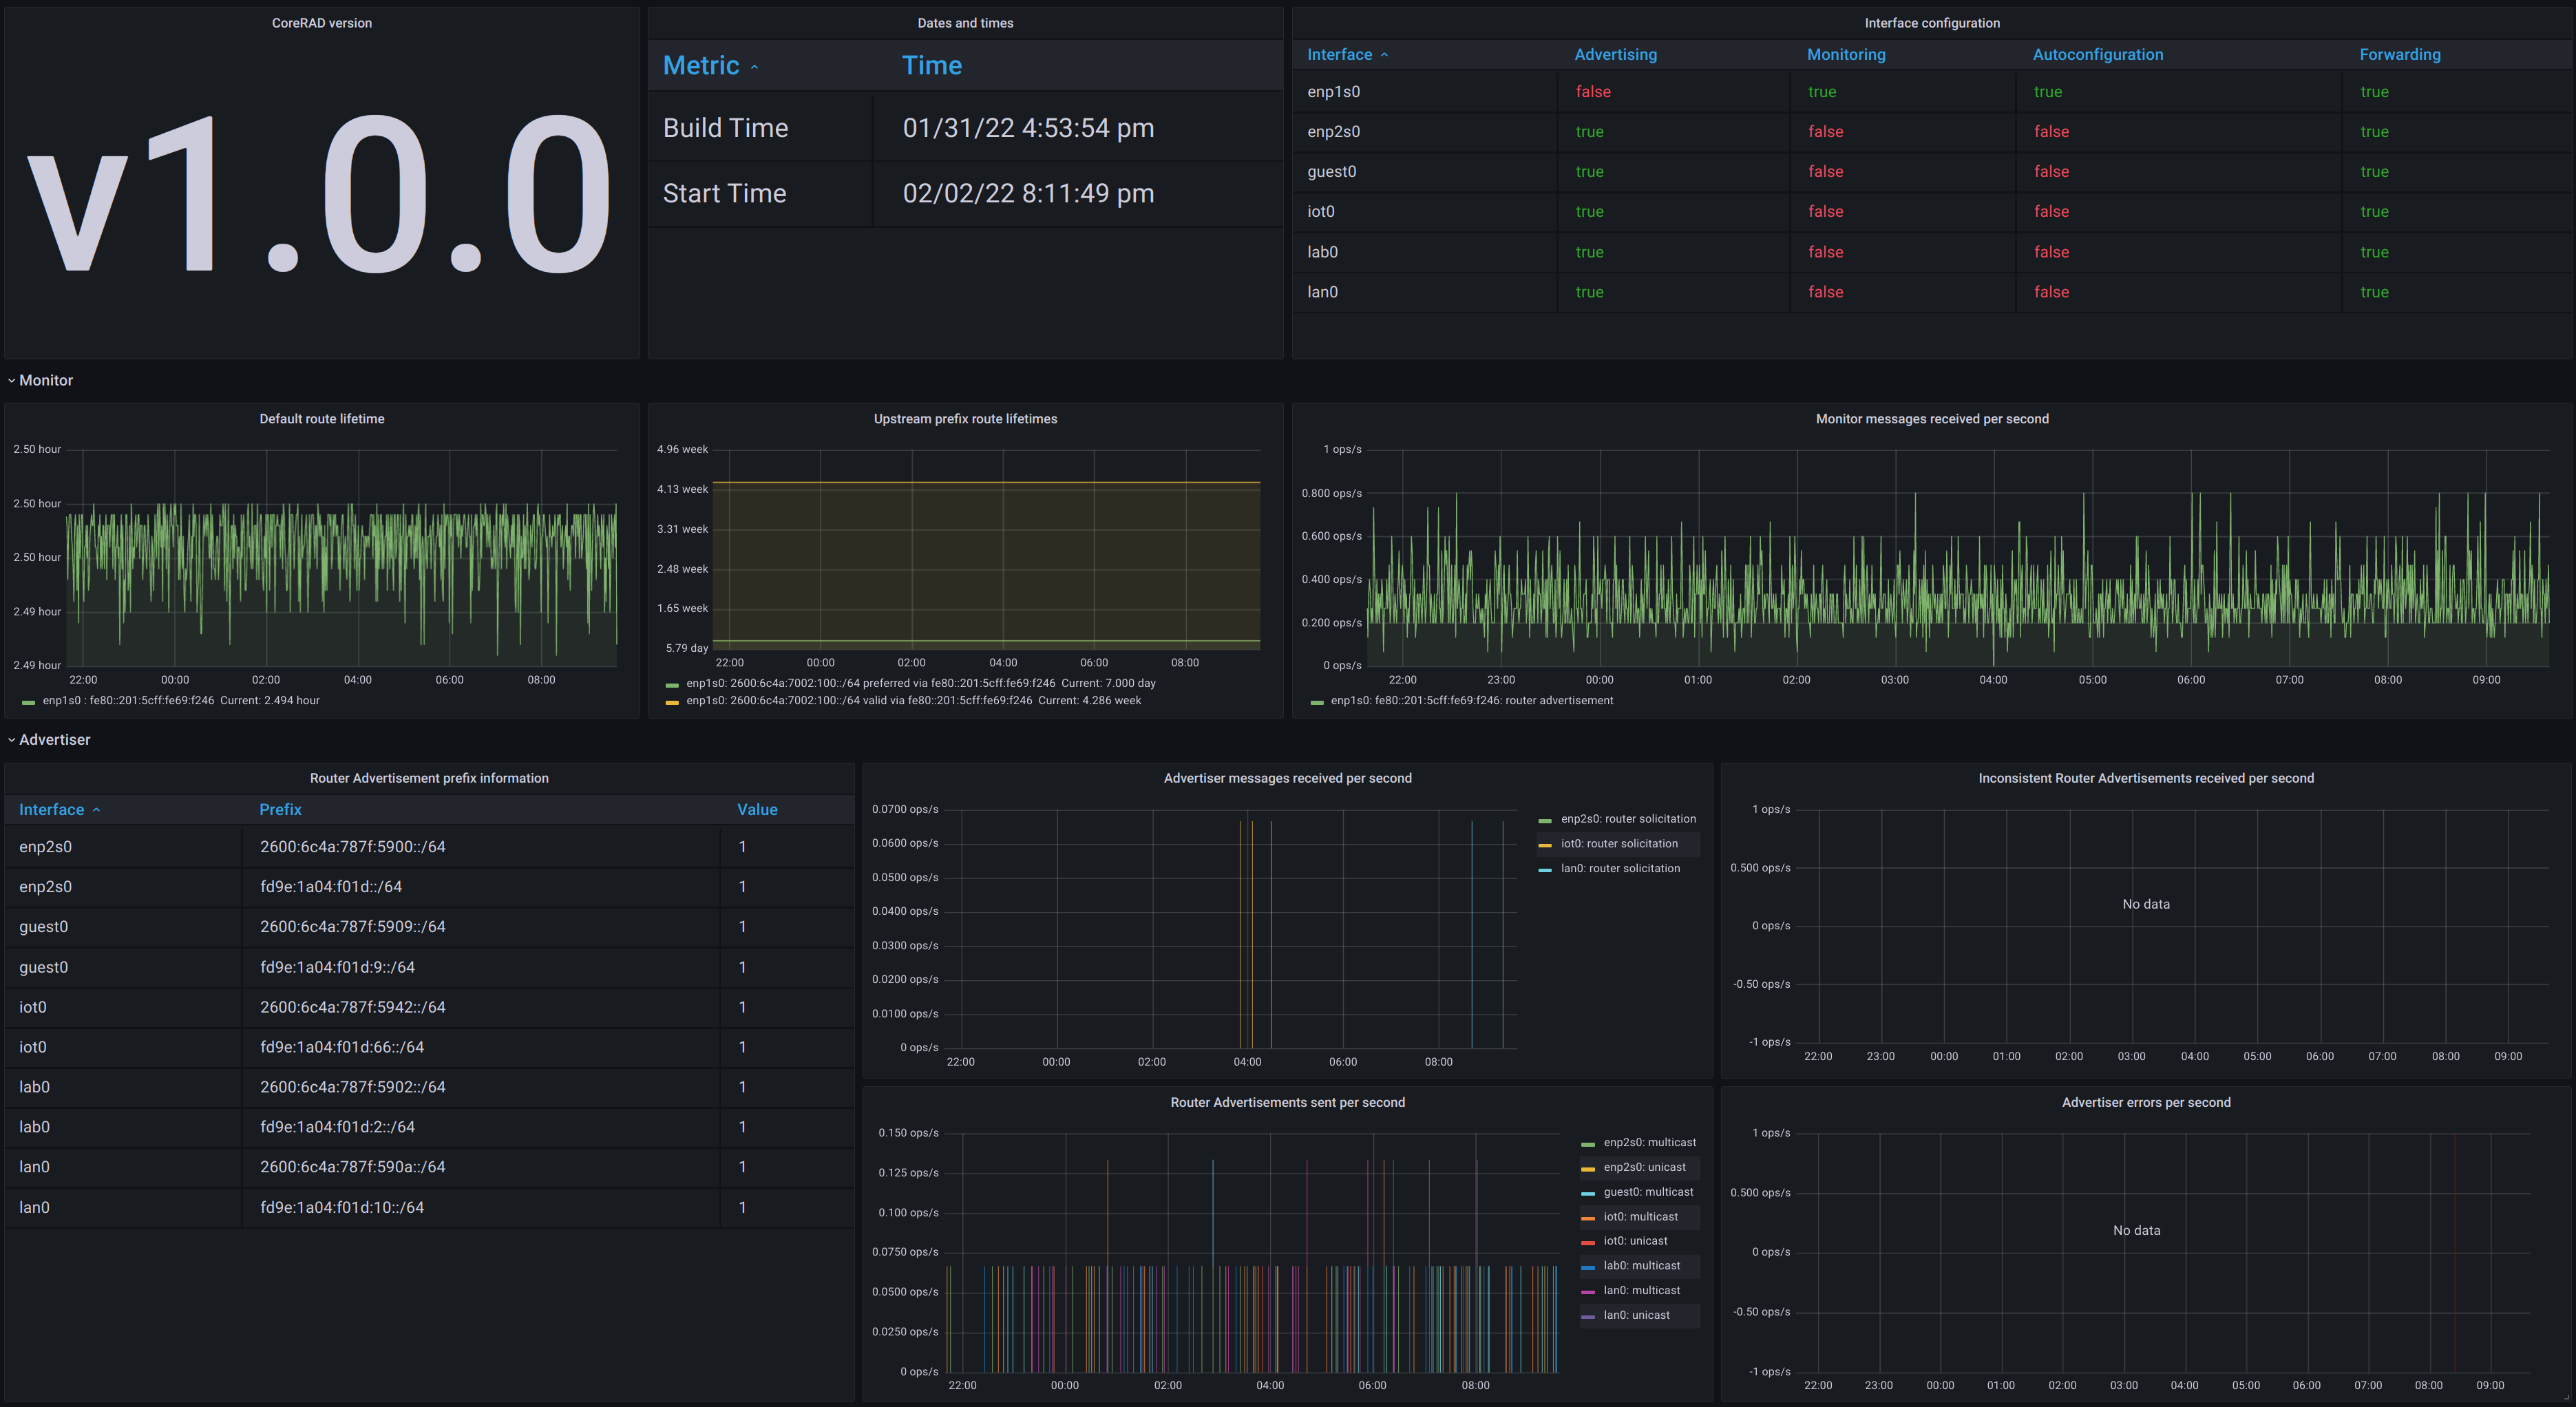 CoreRAD version
v1.0.0
Dates and times
Metric Time
Build Time 01/31/22 4:53:54 pm
Start Time 02/02/22 8:11:49 pm
Interface configuration
Interface Advertising Monitoring Autoconfiguration Forwarding
enp1s0 false true true true
enp2s0 true false false true
guest0 true false false true
iot0 true false false true
lab0 true false false true
lan0 true false false true
Monitor
Default route lifetime
2.50 hour
2.50 hour
2.50 hour
2.49 hour
2.49 hour
22:00 00:00 02:00 04:00 06:00 08:00
enp1s0 : fe80::201:5cff:fe69:f246 Current: 2.494 hour
Upstream prefix route lifetimes
4.96 week
4.13 week
3.31 week
2.48 week
1.65 week
5.79 day
22:00 00:00 02:00 04:00 06:00 08:00
enp1s0: 2600:6c4a:7002:100::/64 preferred via fe80::201:5cff:fe69:f246 Current: 7.000 day
enp1s0: 2600:6c4a:7002:100::/64 valid via fe80::201:5cff:fe69:f246 Current: 4.286 week
Monitor messages received per second
1 ops/s
0.800 ops/s
0.600 ops/s
0.400 ops/s
0.200 ops/s
0 ops/s
22:00 23:00 00:00 01:00 02:00 03:00 04:00 05:00 06:00 07:00 08:00 09:00
enp1s0: fe80::201:5cff:fe69:f246: router advertisement
Advertiser
Router Advertisement prefix information
Interface Prefix Value
enp2s0 2600:6c4a:787f:5900::/64 1
enp2s0 fd9e:1a04:f01d::/64 1
guest0 2600:6c4a:787f:5909::/64 1
guest0 fd9e:1a04:f01d:9::/64 1
iot0 2600:6c4a:787f:5942::/64 1
iot0 fd9e:1a04:f01d:66::/64 1
lab0 2600:6c4a:787f:5902::/64 1
lab0 fd9e:1a04:f01d:2::/64 1
lan0 2600:6c4a:787f:590a::/64 1
lan0 fd9e:1a04:f01d:10::/64 1
Advertiser messages received per second
0.0700 ops/s
0.0600 ops/s
0.0500 ops/s
0.0400 ops/s
0.0300 ops/s
0.0200 ops/s
0.0100 ops/s
0 ops/s
22:00 00:00 02:00 04:00 06:00 08:00
enp2s0: router solicitation
iot0: router solicitation
lan0: router solicitation
Inconsistent Router Advertisements received per second
1 ops/s
0.500 ops/s
No data
0 ops/s
-0.50 ops/s
-1 ops/s
22:00 23:00 00:00 01:00 02:00 03:00 04:00 05:00 06:00 07:00 08:00 09:00
Router Advertisements sent per second
0.150 ops/s
0.125 ops/s
0.100 ops/s
0.0750 ops/s
0.0500 ops/s
0.0250 ops/s
0 ops/s
22:00 00:00 02:00 04:00 06:00 08:00
enp2s0: multicast
enp2s0: unicast
guest0: multicast
iot0: multicast
iot0: unicast
lab0: multicast
lan0: multicast
lan0: unicast
Advertiser errors per second
1 ops/s
0.500 ops/s
No data
0 ops/s
-0.50 ops/s
-1 ops/s
22:00 23:00 00:00 01:00 02:00 03:00 04:00 05:00 06:00 07:00 08:00 09:00